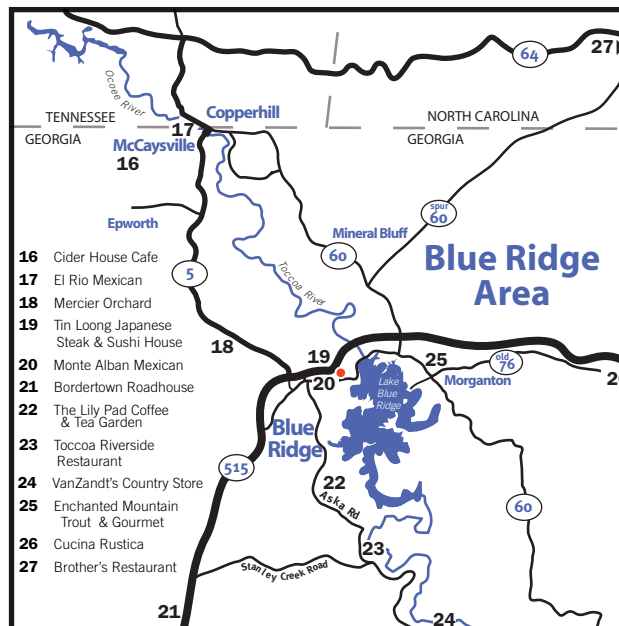 64
27
Ocoee River
Copperhill
TENNESSEE
NORTH CAROLINA
17
GEORGIA
GEORGIA
McCaysville
16
spur
60
Epworth
Mineral Bluff
60
Blue Ridge
Area
5
Toccoa River
16 Cider House Cafe
17 El Rio Mexican
18 Mercier Orchard
19 Tin Loong Japanese
Steak & Sushi House
20 Monte Alban Mexican
21 Bordertown Roadhouse
22 The Lily Pad Coffee
& Tea Garden
23 Toccoa Riverside
Restaurant
24 VanZandt's Country Store
25 Enchanted Mountain
Trout & Gourmet
26 Cucina Rustica
27 Brother's Restaurant
18
19
20
25
old
76
Morganton
Lake
Blue
Ridge
Blue
Ridge
515
22
Aska Rd
60
23
Stanley Creek Road
21
24